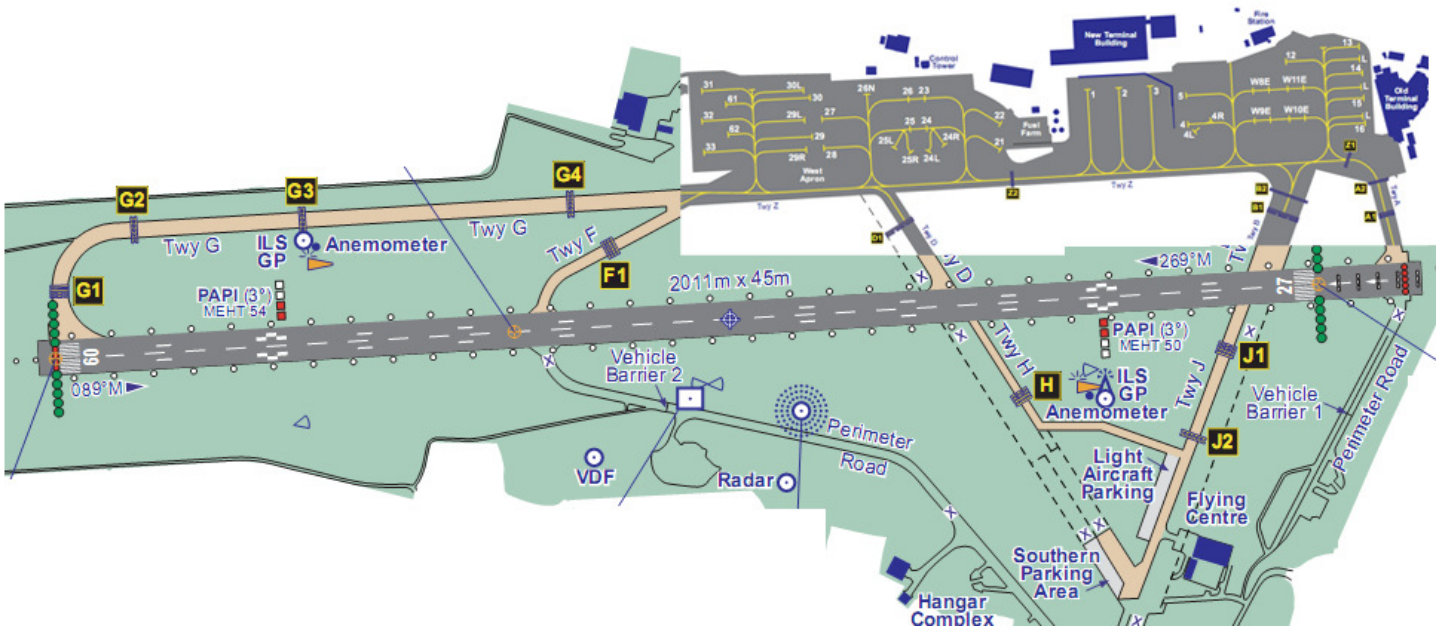 Fire
Station
New Terminal
Building
Control
Tower
Old
Terminal
Building
Fuel
Farm
31
30L
30
61
32
29L
62
29
33
29R
26N
26
23
27
22
25
24
25L
24R
28
25R
24L
21
1
2
3
5
4
4R
4L
12
13
L
W8E
W11E
14
L
W9E
W10E
15
L
16
West
Apron
Z1
Z2
Twy Z
Twy Z
B2
B1
Twy B
A2
A1
Twy A
D1
Twy D
G2
G3
G4
Twy G
Twy G
ILS
GP
Anemometer
Twy F
F1
G1
PAPI (3°)
MEHT 54
2011m x 45m
269°M
27
09
089°M
X
X
X
X
Vehicle
Barrier 2
Twy H
H
PAPI (3°)
MEHT 50
ILS
GP
Anemometer
Twy J
J1
J2
Vehicle
Barrier 1
Perimeter Road
Perimeter
Road
VDF
Radar
Light
Aircraft
Parking
Flying
Centre
X
X
X
Southern
Parking
Area
Hangar
Complex
X